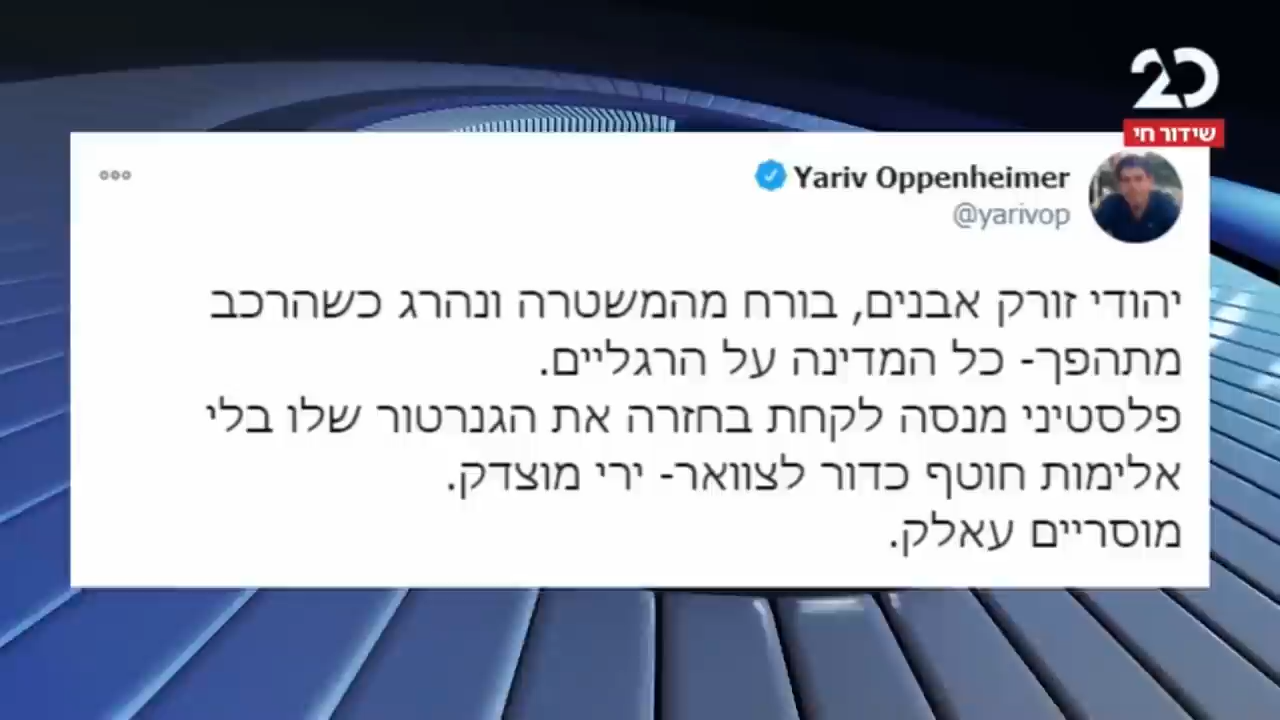 20
שידור חי
Yariv Oppenheimer
@yarivop
יהודי זורק אבנים, בורח מהמשטרה ונהרג כשהרכב
מתהפך- כל המדינה על הרגליים.
פלסטיני מנסה לקחת בחזרה את הגנרטור שלו בלי
אלימות חוטף כדור לצוואר- ירי מוצדק.
מוסריים עאלק.